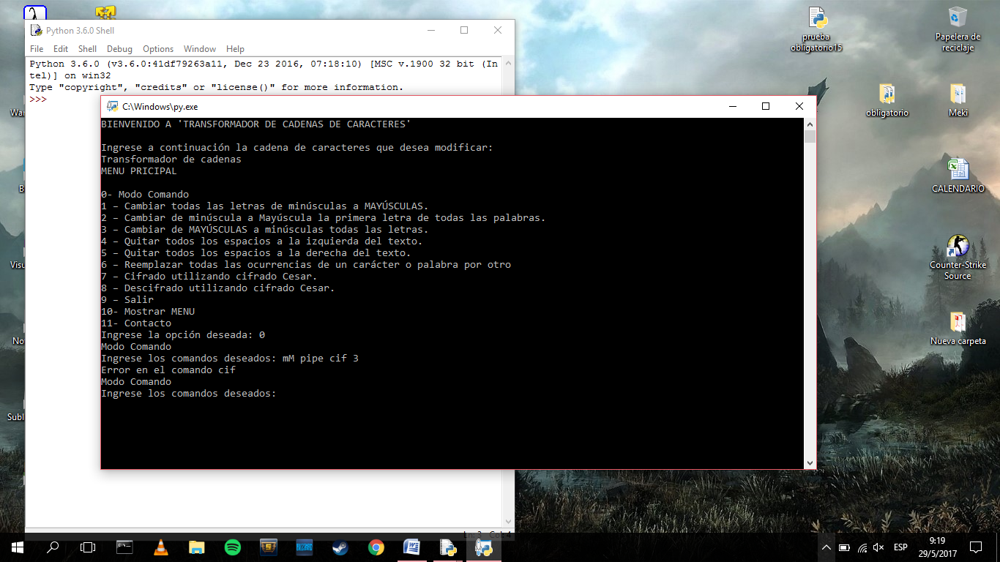 Python 3.6.0 Shell
File Edit Shell Debug Options Window Help
Python 3.6.0 (v3.6.0:41df79263a11, Dec 23 2016, 07:18:10) [MSC v.1900 32 bit (In
tel)] on win32
Type "copyright", "credits" or "license()" for more information.
>>>
C:\Windows\py.exe
BIENVENIDO A 'TRANSFORMADOR DE CADENAS DE CARACTERES'
Ingrese a continuación la cadena de caracteres que desea modificar:
Transformador de cadenas
MENU PRICIPAL
0- Modo Comando
1 – Cambiar todas las letras de minúsculas a MAYÚSCULAS.
2 – Cambiar de minúscula a Mayúscula la primera letra de todas las palabras.
3 – Cambiar de MAYÚSCULAS a minúsculas todas las letras.
4 – Quitar todos los espacios a la izquierda del texto.
5 – Quitar todos los espacios a la derecha del texto.
6 – Reemplazar todas las ocurrencias de un carácter o palabra por otro
7 – Cifrado utilizando cifrado Cesar.
8 – Descifrado utilizando cifrado Cesar.
9 – Salir
10- Mostrar MENU
11- Contacto
Ingrese la opción deseada: 0
Modo Comando
Ingrese los comandos deseados: mM pipe cif 3
Error en el comando cif
Modo Comando
Ingrese los comandos deseados:
Ln: 3 Col: 4
prueba
obligatorio15
Papelera de
reciclaje
obligatorio
Meki
CALENDARIO
Counter-Strike
Source
Nueva carpeta
War
B
Visu
No
Subl
ESP
9:19
29/5/2017